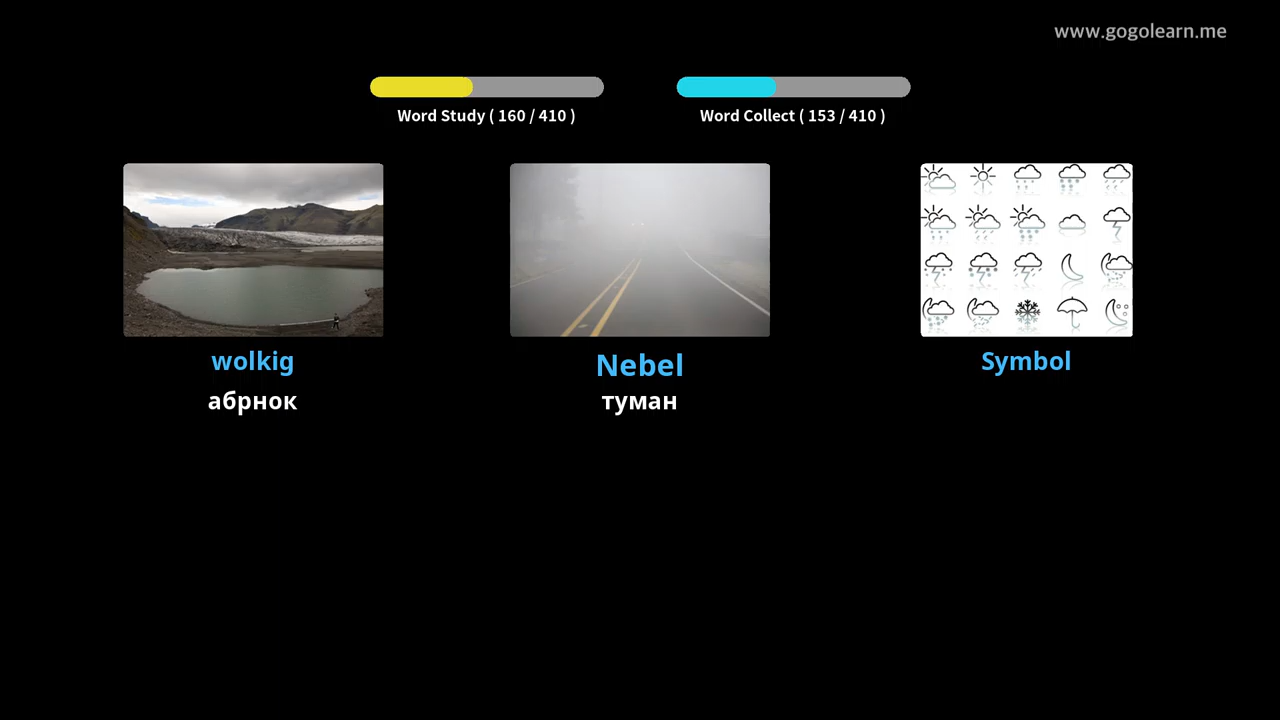 www.gogolearn.me
Word Study ( 160 / 410 )
Word Collect ( 153 / 410 )
wolkig
Nebel
Symbol
абрнок
туман